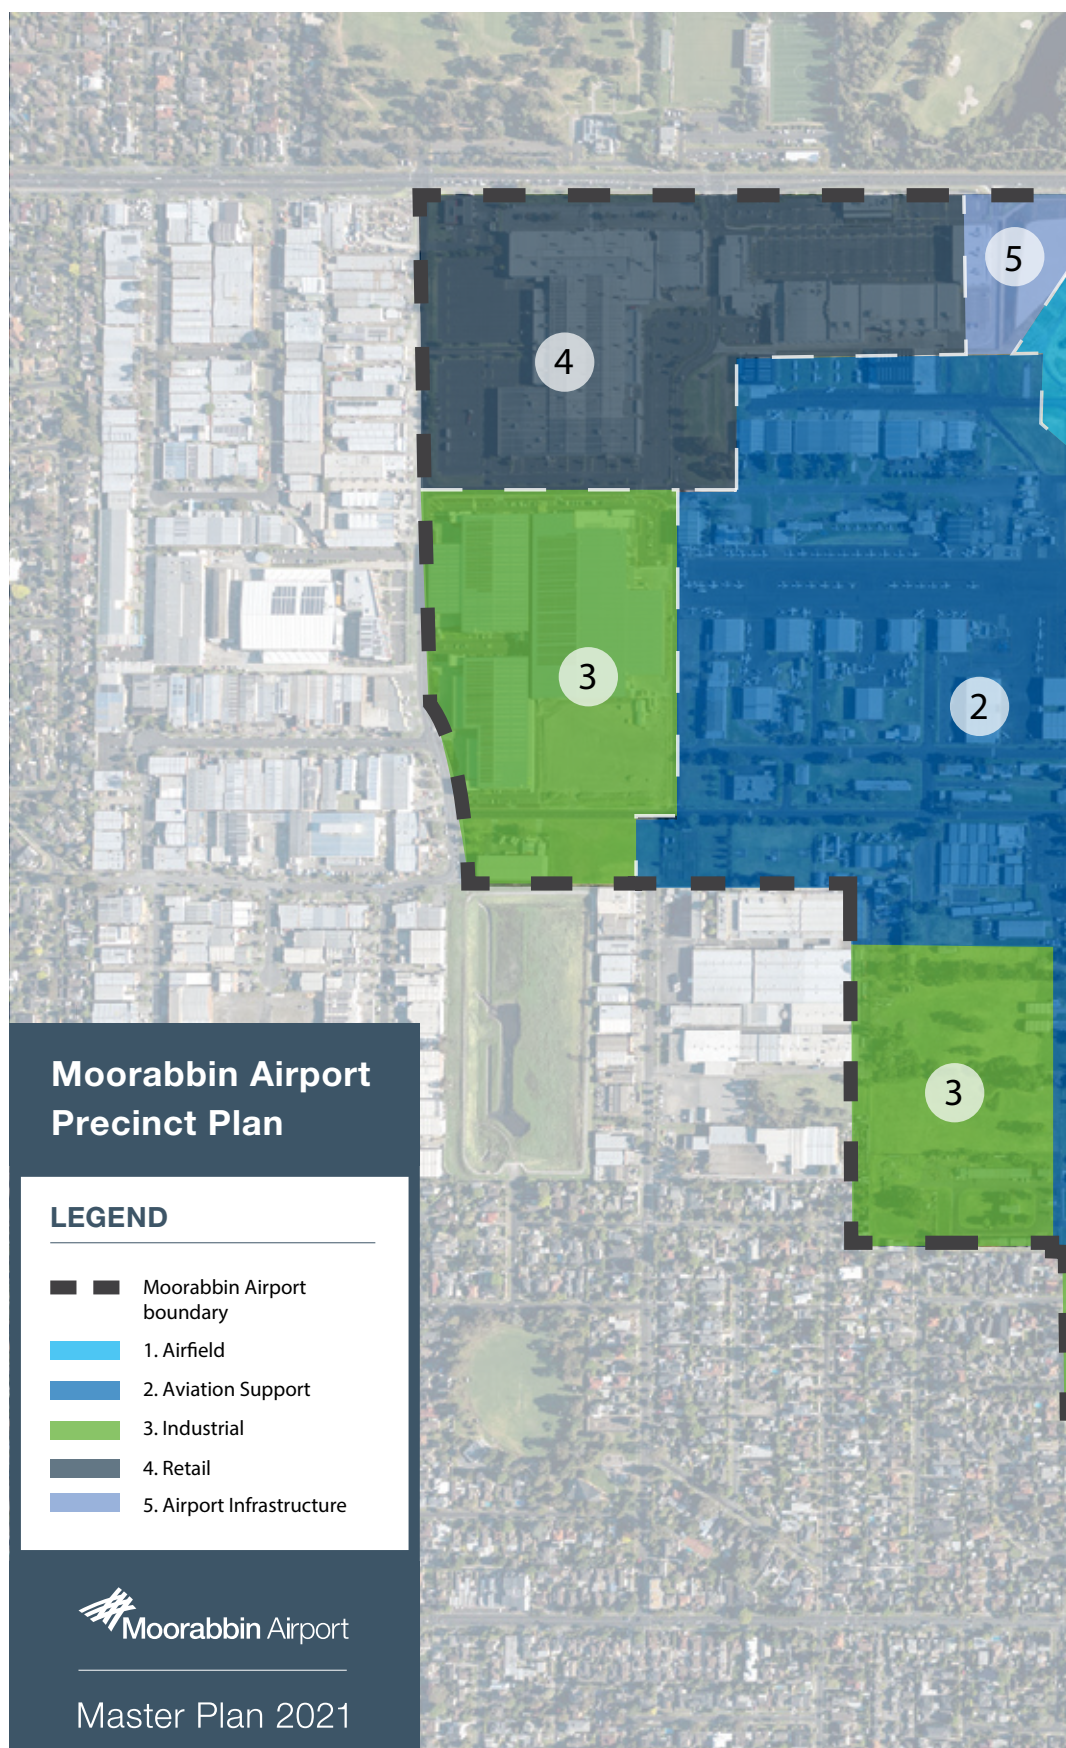 5
4
3
2
3
Moorabbin Airport
Precinct Plan
LEGEND
Moorabbin Airport
boundary
1. Airfield
2. Aviation Support
3. Industrial
4. Retail
5. Airport Infrastructure
Moorabbin Airport
Master Plan 2021